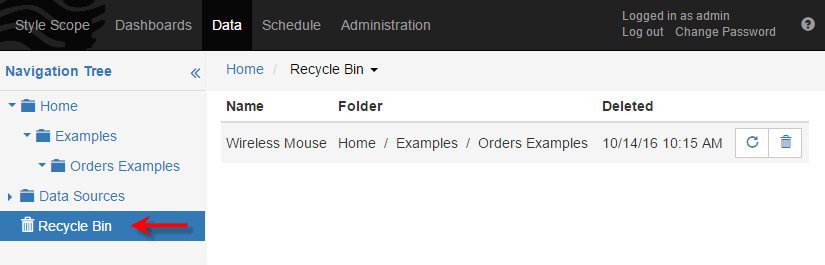 Style Scope Dashboards Data Schedule Administration
Logged in as admin
Log out Change Password
Navigation Tree
Home
Examples
Orders Examples
Data Sources
Recycle Bin
Home / Recycle Bin
Name Folder Deleted
Wireless Mouse Home / Examples / Orders Examples 10/14/16 10:15 AM